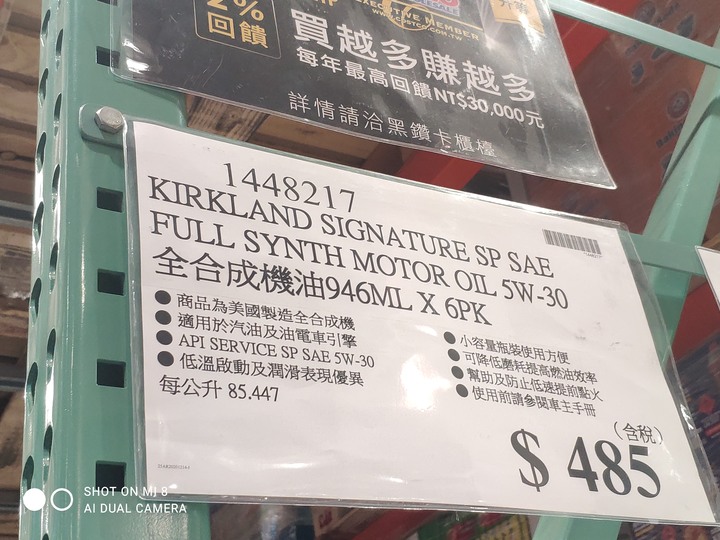 2%
回饋
EXECUTIVE MEMBER
WWW.COSTCO.COM.TW
買越多賺越多
每年最高回饋NT$30,000元
詳情請洽黑鑽卡櫃檯
1448217
KIRKLAND SIGNATURE SP SAE
FULL SYNTH MOTOR OIL 5W-30
全合成機油946ML X 6PK
●商品為美國製造全合成機
●適用於汽油及油電車引擎
●API SERVICE SP SAE 5W-30
●低溫啟動及潤滑表現優異
每公升 85.447
●小容量瓶裝使用方便
●可降低磨耗提高燃油效率
●幫助及防止低速提前點火
●使用前請參閱車主手冊
(含稅)
$ 485
SHOT ON MI 8
AI DUAL CAMERA